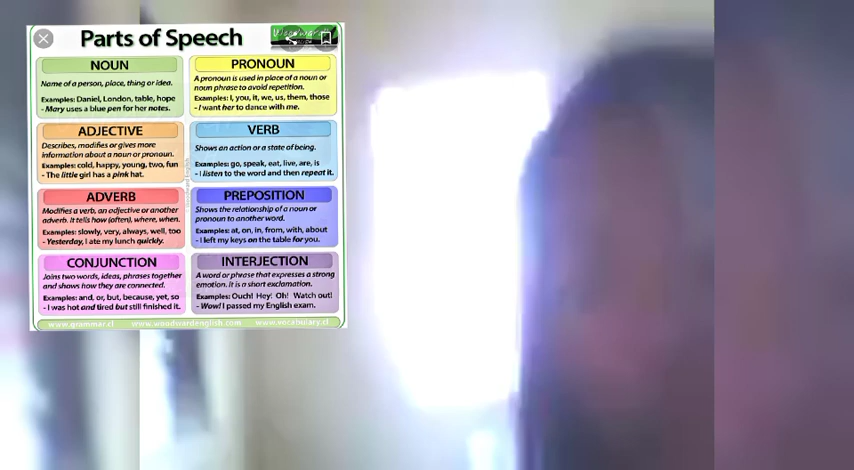 Parts of Speech
Woodward
NOUN
Name of a person, place, thing or idea.
Examples: Daniel, London, table, hope
- Mary uses a blue pen for her notes.
PRONOUN
A pronoun is used in place of a noun or
noun phrase to avoid repetition.
Examples: I, you, it, we, us, them, those
- I want her to dance with me.
ADJECTIVE
Describes, modifies or gives more
information about a noun or pronoun.
Examples: cold, happy, young, two, fun
- The little girl has a pink hat.
VERB
Shows an action or a state of being.
Examples: go, speak, eat, live, are, is
- I listen to the word and then repeat it.
ADVERB
Modifies a verb, an adjective or another
adverb. It tells how (often), where, when.
Examples: slowly, very, always, well, too
- Yesterday, I ate my lunch quickly.
PREPOSITION
Shows the relationship of a noun or
pronoun to another word.
Examples: at, on, in, from, with, about
- I left my keys on the table for you.
CONJUNCTION
Joins two words, ideas, phrases together
and shows how they are connected.
Examples: and, or, but, because, yet, so
- I was hot and tired but still finished it.
INTERJECTION
A word or phrase that expresses a strong
emotion. It is a short exclamation.
Examples: Ouch! Hey! Oh! Watch out!
- Wow! I passed my English exam.
www.grammar.cl www.woodwardenglish.com www.vocabulary.cl